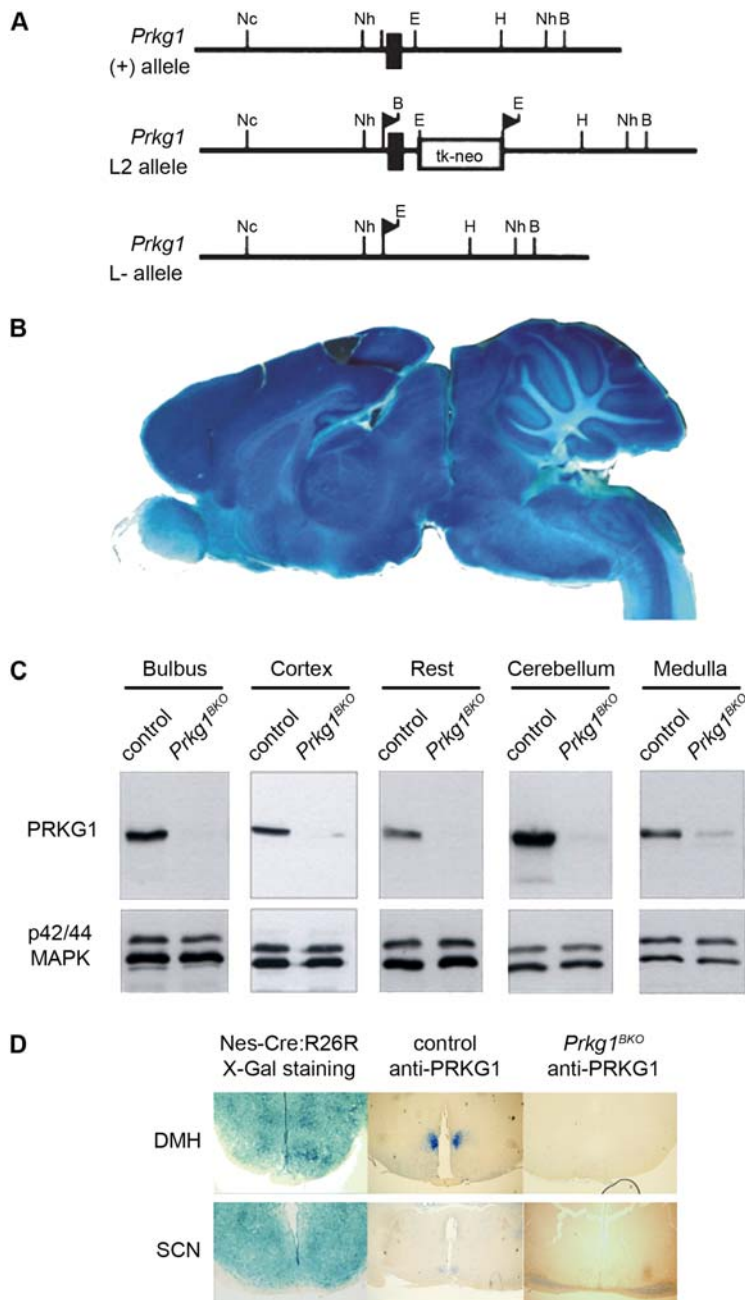 A
Prkg1
(+) allele
Nc Nh E H Nh B
Prkg1
L2 allele
Nc Nh B E tk-neo E H Nh B
Prkg1
L- allele
Nc Nh E H Nh B
B
C
Bulbus Cortex Rest Cerebellum Medulla
control Prkg1BKO control Prkg1BKO control Prkg1BKO control Prkg1BKO control Prkg1BKO
PRKG1
p42/44
MAPK
D
Nes-Cre:R26R control Prkg1BKO
X-Gal staining anti-PRKG1 anti-PRKG1
DMH
SCN